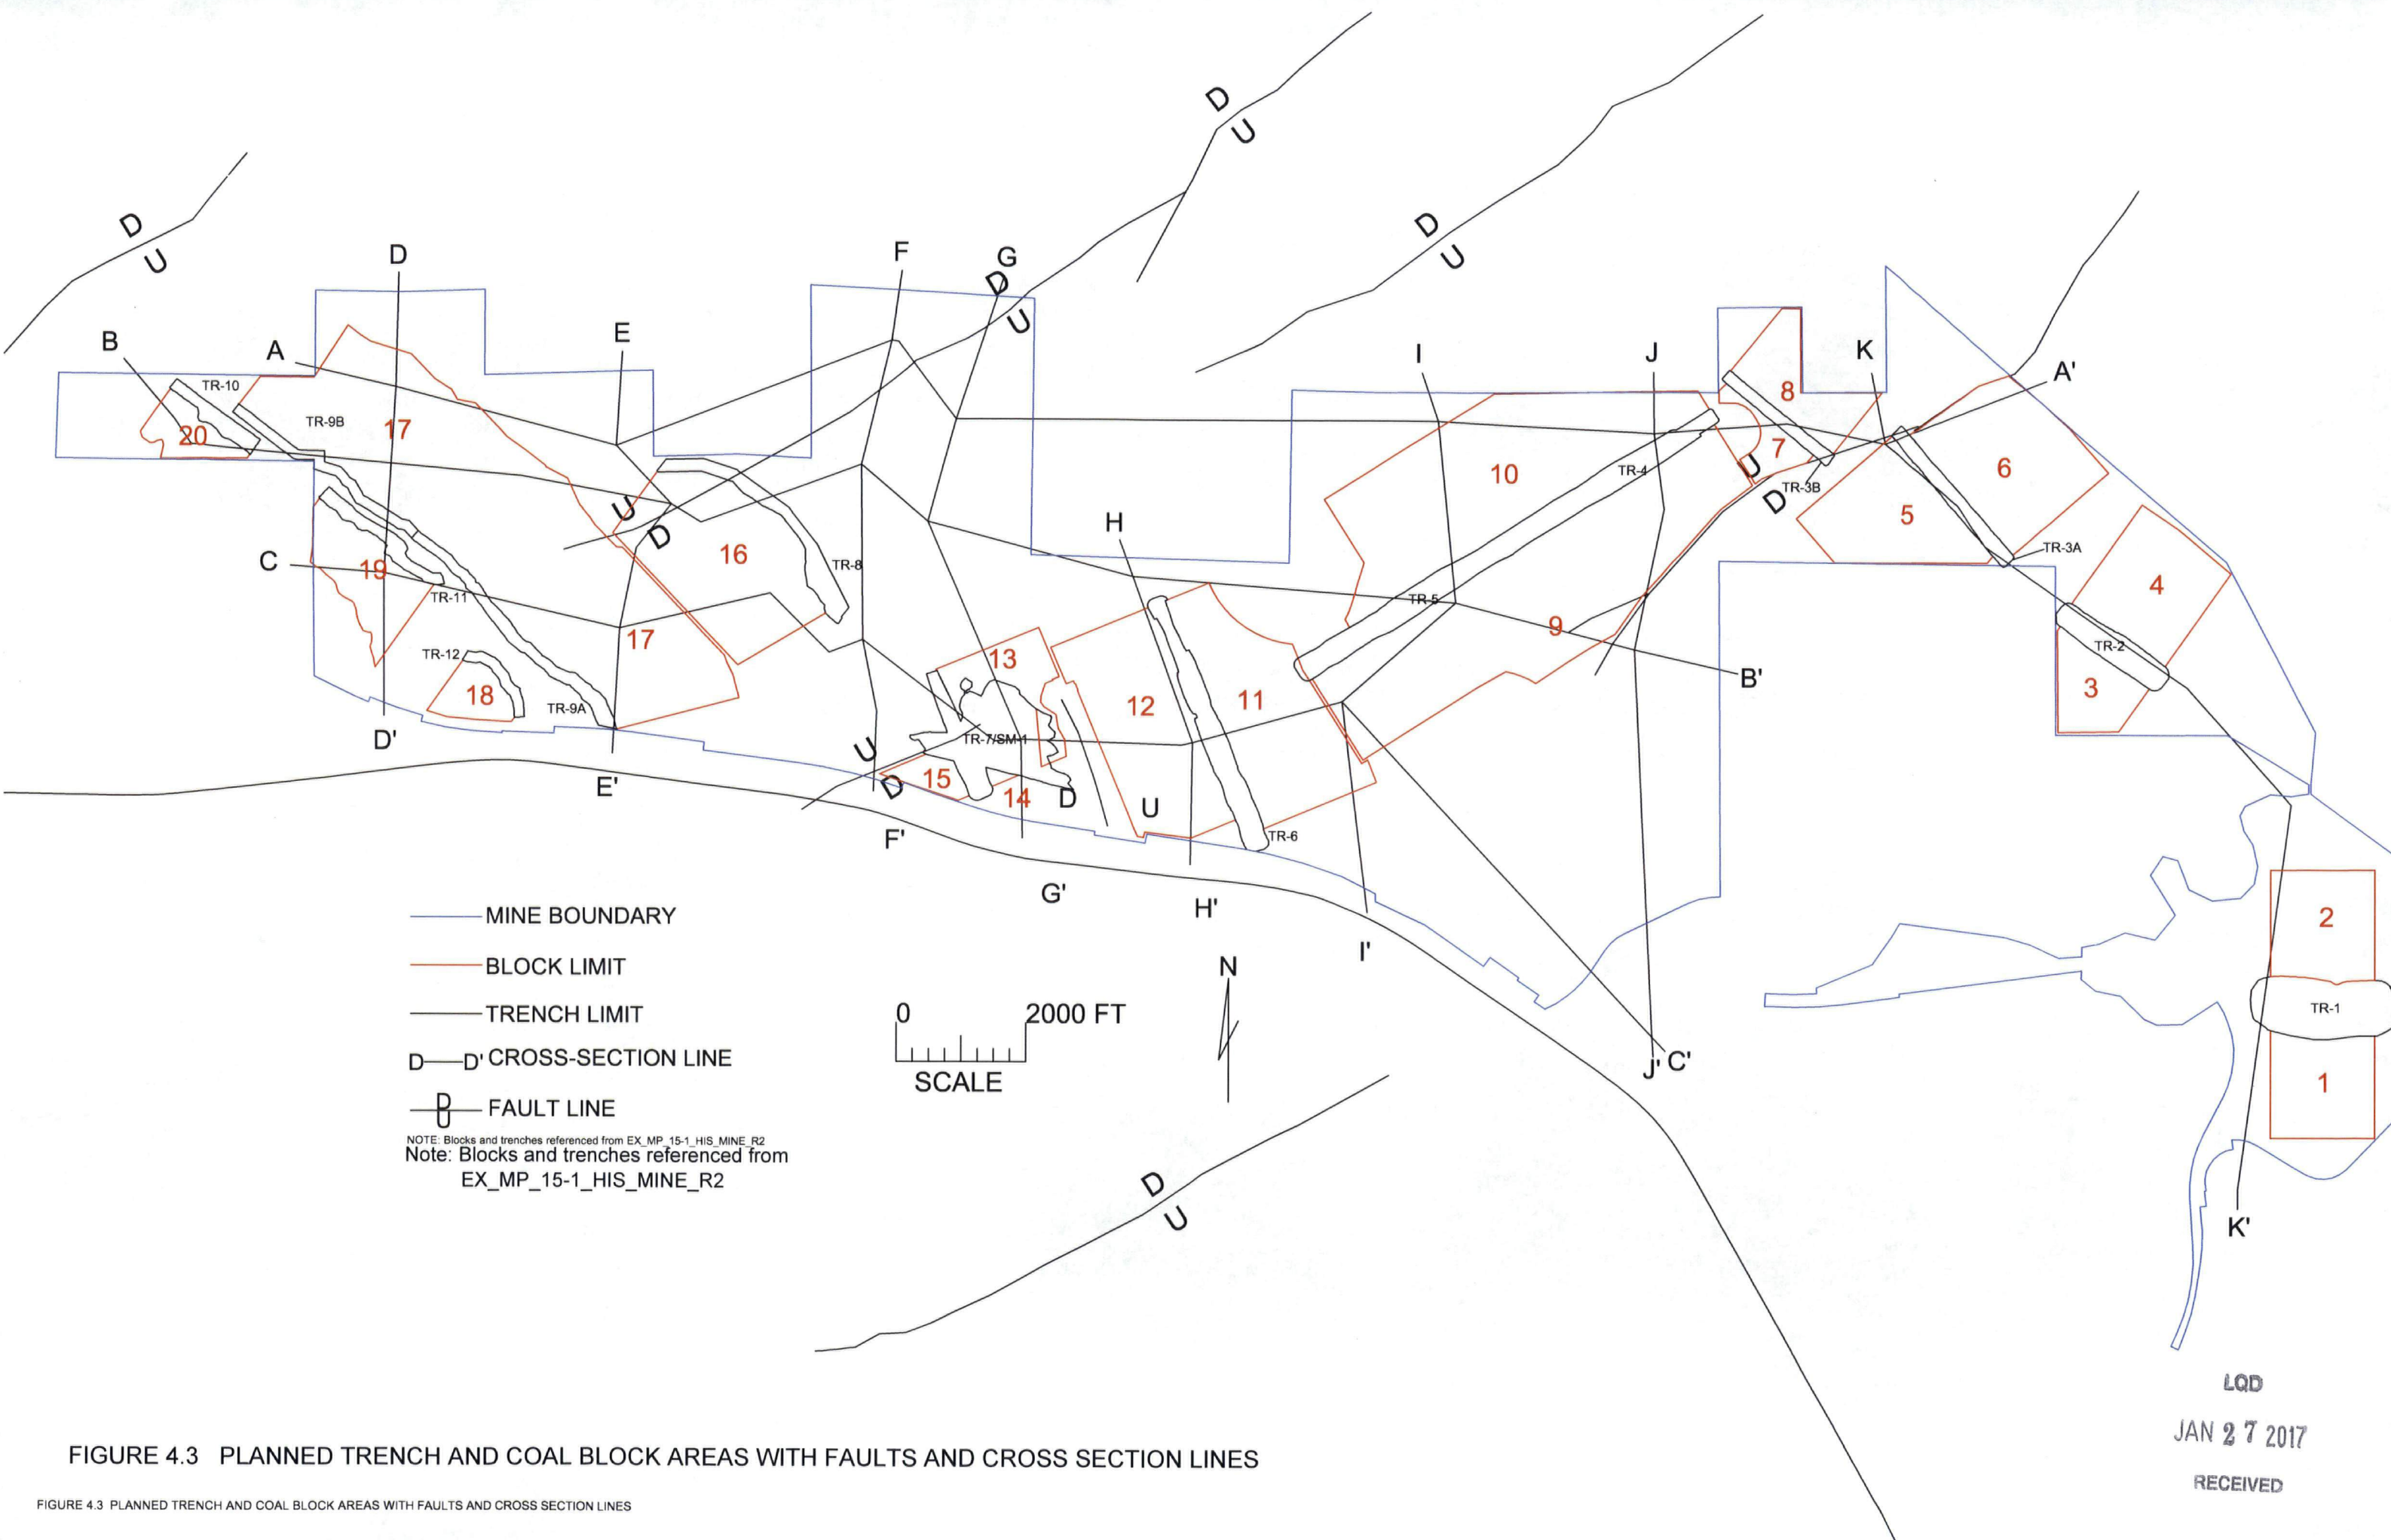 D
U
D
U
D
U
D
F
G
D
U
B
A
E
I
J
K
A'
TR-10
TR-9B
17
20
8
7
10
TR-4
6
U
TR-3B
D
5
U
D
H
16
TR-8
C
19
TR-11
TR-3A
4
TR-5
9
17
TR-12
18
TR-9A
13
12
11
B'
TR-2
3
D'
TR-7/SM-1
U
D
15
14
D
U
E'
F'
TR-6
G'
H'
I'
2
TR-1
1
J'
C'
K'
MINE BOUNDARY
BLOCK LIMIT
TRENCH LIMIT
D D' CROSS-SECTION LINE
D
U
FAULT LINE
NOTE: Blocks and trenches referenced from EX_MP_15-1_HIS_MINE_R2
Note: Blocks and trenches referenced from
EX_MP_15-1_HIS_MINE_R2
0 2000 FT
SCALE
N
D
U
LQD
JAN 27 2017
RECEIVED
FIGURE 4.3 PLANNED TRENCH AND COAL BLOCK AREAS WITH FAULTS AND CROSS SECTION LINES
FIGURE 4.3 PLANNED TRENCH AND COAL BLOCK AREAS WITH FAULTS AND CROSS SECTION LINES